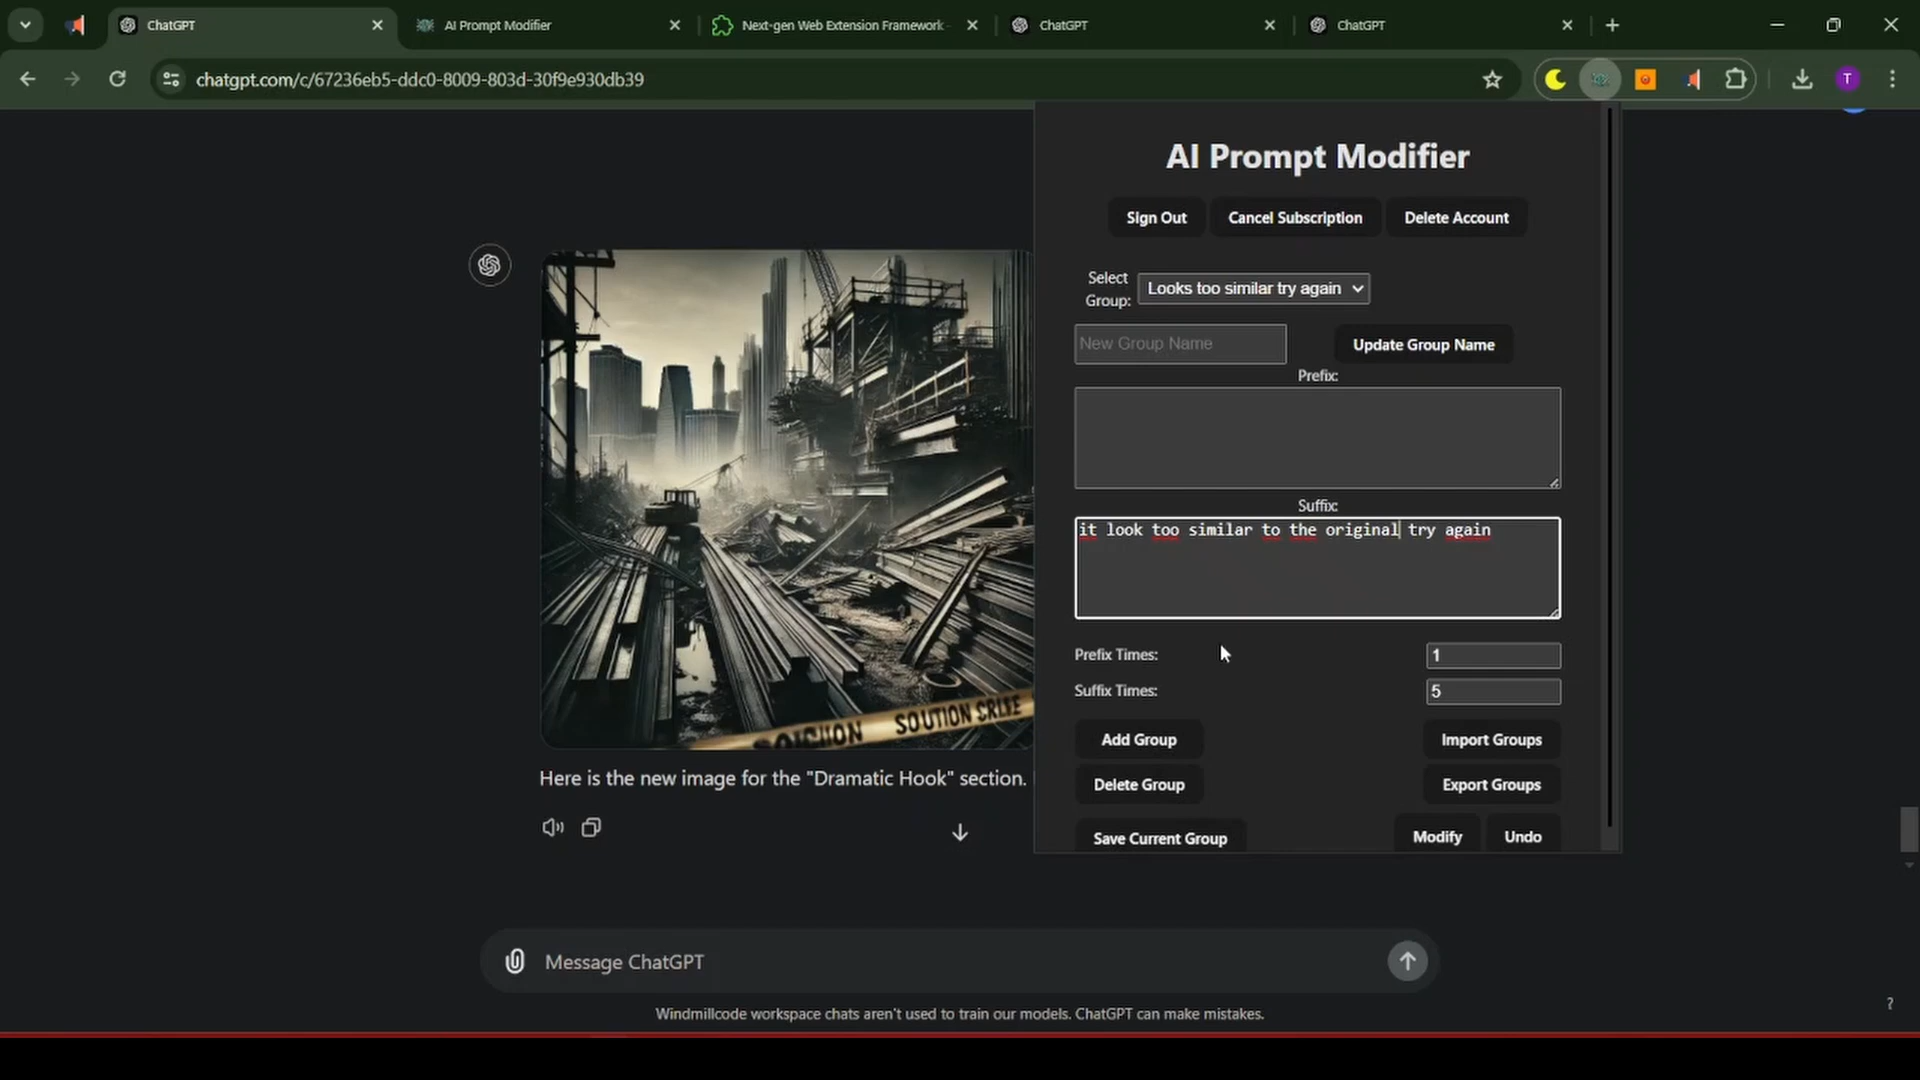 ChatGPT
AI Prompt Modifier
Next-gen Web Extension Framework
ChatGPT
ChatGPT
chatgpt.com/c/67236eb5-ddc0-8009-803d-30f9e930db39
T
AI Prompt Modifier
Sign Out
Cancel Subscription
Delete Account
Select
Group:
Looks too similar try again
New Group Name
Update Group Name
Prefix:
Suffix:
it look too similar to the original try again
Prefix Times:
1
Suffix Times:
5
Add Group
Import Groups
Delete Group
Export Groups
Save Current Group
Modify
Undo
SOUTION
Here is the new image for the "Dramatic Hook" section.
Message ChatGPT
Windmillcode workspace chats aren't used to train our models. ChatGPT can make mistakes.
?